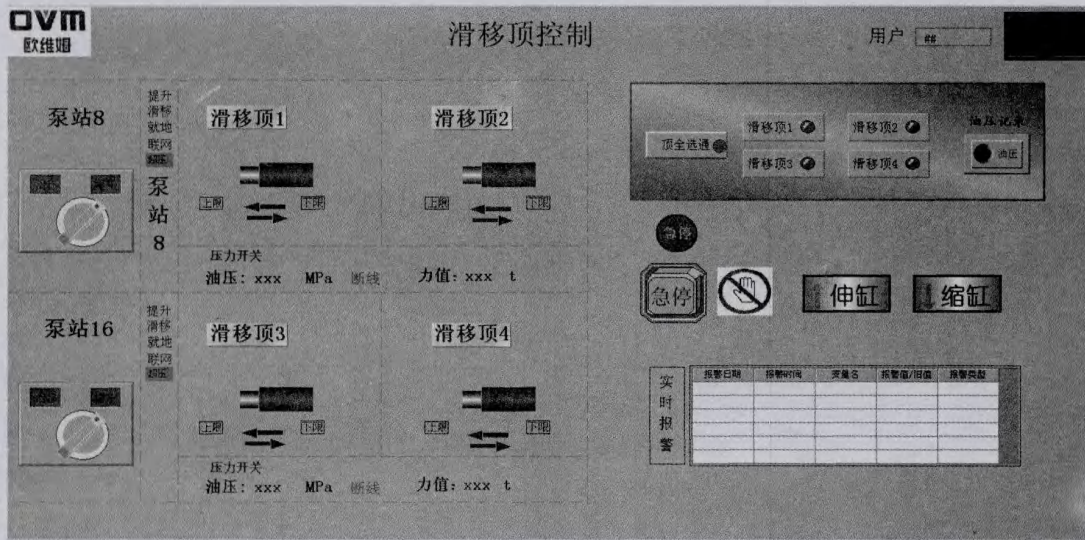 OVM
欧维姆
滑移顶控制
用户 ##
泵站8
提升
滑移
就地
联网
超压
泵站8
滑移顶1
上限 下限
滑移顶2
上限 下限
压力开关
油压: xxx MPa 断线 力值: xxx t
泵站16
提升
滑移
就地
联网
超压
滑移顶3
上限 下限
滑移顶4
上限 下限
压力开关
油压: xxx MPa 断线 力值: xxx t
顶全选通
滑移顶1 滑移顶2
滑移顶3 滑移顶4
油压记录
油压
急停
急停
伸缸
缩缸
实时报警
报警日期 报警时间 变量名 报警值/旧值 报警类型